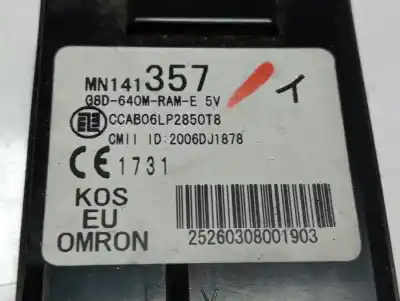 MN141357
G8D-640M-RAM-E 5V
CCAB06LP2850T8
CMII ID:2006DJ1878
CE 1731
KOS
EU
OMRON
25260308001903
イ